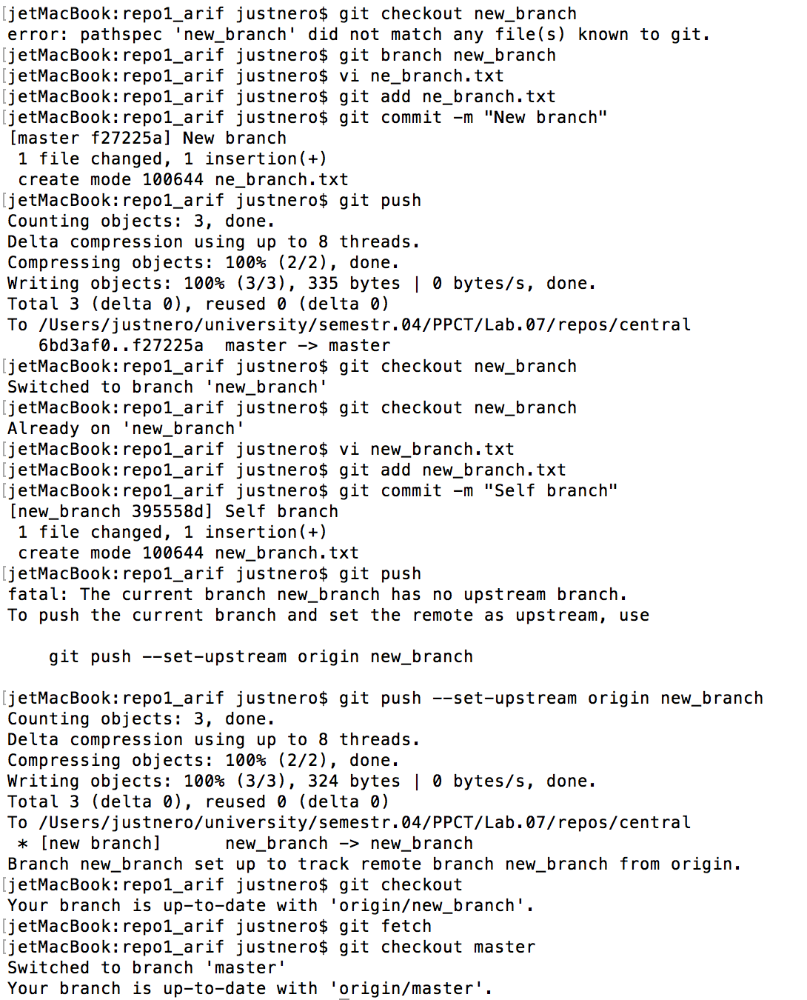 [jetMacBook:repo1_arif justnero$ git checkout new_branch
error: pathspec 'new_branch' did not match any file(s) known to git.
[jetMacBook:repo1_arif justnero$ git branch new_branch
[jetMacBook:repo1_arif justnero$ vi ne_branch.txt
[jetMacBook:repo1_arif justnero$ git add ne_branch.txt
[jetMacBook:repo1_arif justnero$ git commit -m "New branch"
[master f27225a] New branch
 1 file changed, 1 insertion(+)
 create mode 100644 ne_branch.txt
[jetMacBook:repo1_arif justnero$ git push
Counting objects: 3, done.
Delta compression using up to 8 threads.
Compressing objects: 100% (2/2), done.
Writing objects: 100% (3/3), 335 bytes | 0 bytes/s, done.
Total 3 (delta 0), reused 0 (delta 0)
To /Users/justnero/university/semestr.04/PPCT/Lab.07/repos/central
   6bd3af0..f27225a  master -> master
[jetMacBook:repo1_arif justnero$ git checkout new_branch
Switched to branch 'new_branch'
[jetMacBook:repo1_arif justnero$ git checkout new_branch
Already on 'new_branch'
[jetMacBook:repo1_arif justnero$ vi new_branch.txt
[jetMacBook:repo1_arif justnero$ git add new_branch.txt
[jetMacBook:repo1_arif justnero$ git commit -m "Self branch"
[new_branch 395558d] Self branch
 1 file changed, 1 insertion(+)
 create mode 100644 new_branch.txt
[jetMacBook:repo1_arif justnero$ git push
fatal: The current branch new_branch has no upstream branch.
To push the current branch and set the remote as upstream, use
    git push --set-upstream origin new_branch
[jetMacBook:repo1_arif justnero$ git push --set-upstream origin new_branch
Counting objects: 3, done.
Delta compression using up to 8 threads.
Compressing objects: 100% (2/2), done.
Writing objects: 100% (3/3), 324 bytes | 0 bytes/s, done.
Total 3 (delta 0), reused 0 (delta 0)
To /Users/justnero/university/semestr.04/PPCT/Lab.07/repos/central
 * [new branch]      new_branch -> new_branch
Branch new_branch set up to track remote branch new_branch from origin.
[jetMacBook:repo1_arif justnero$ git checkout
Your branch is up-to-date with 'origin/new_branch'.
[jetMacBook:repo1_arif justnero$ git fetch
[jetMacBook:repo1_arif justnero$ git checkout master
Switched to branch 'master'
Your branch is up-to-date with 'origin/master'.